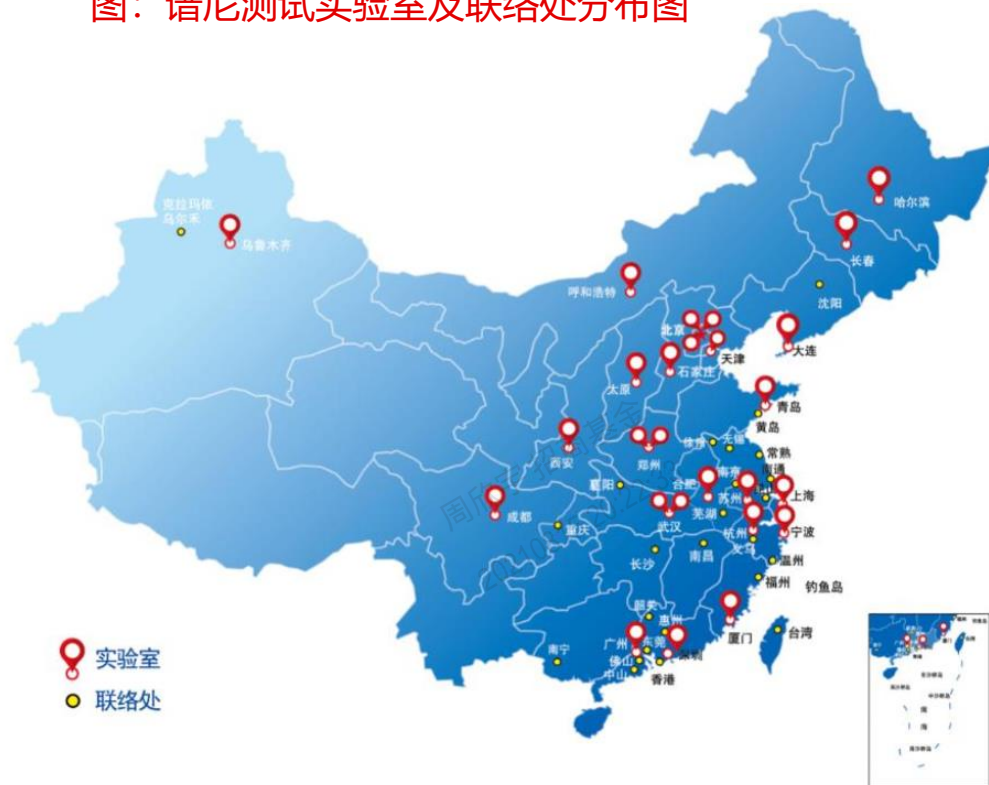 图：谱尼测试实验室及联络处分布图
克拉玛依
乌尔禾
乌鲁木齐
哈尔滨
长春
沈阳
呼和浩特
北京
天津
大连
石家庄
太原
青岛
黄岛
西安
郑州
徐州
无锡
常熟
南京
南通
襄阳
合肥
苏州
上海
成都
重庆
武汉
芜湖
杭州
宁波
义乌
长沙
南昌
温州
福州
钓鱼岛
韶关
惠州
厦门
台湾
广州
东莞
深圳
南宁
佛山
中山
香港
实验室
联络处
南
海